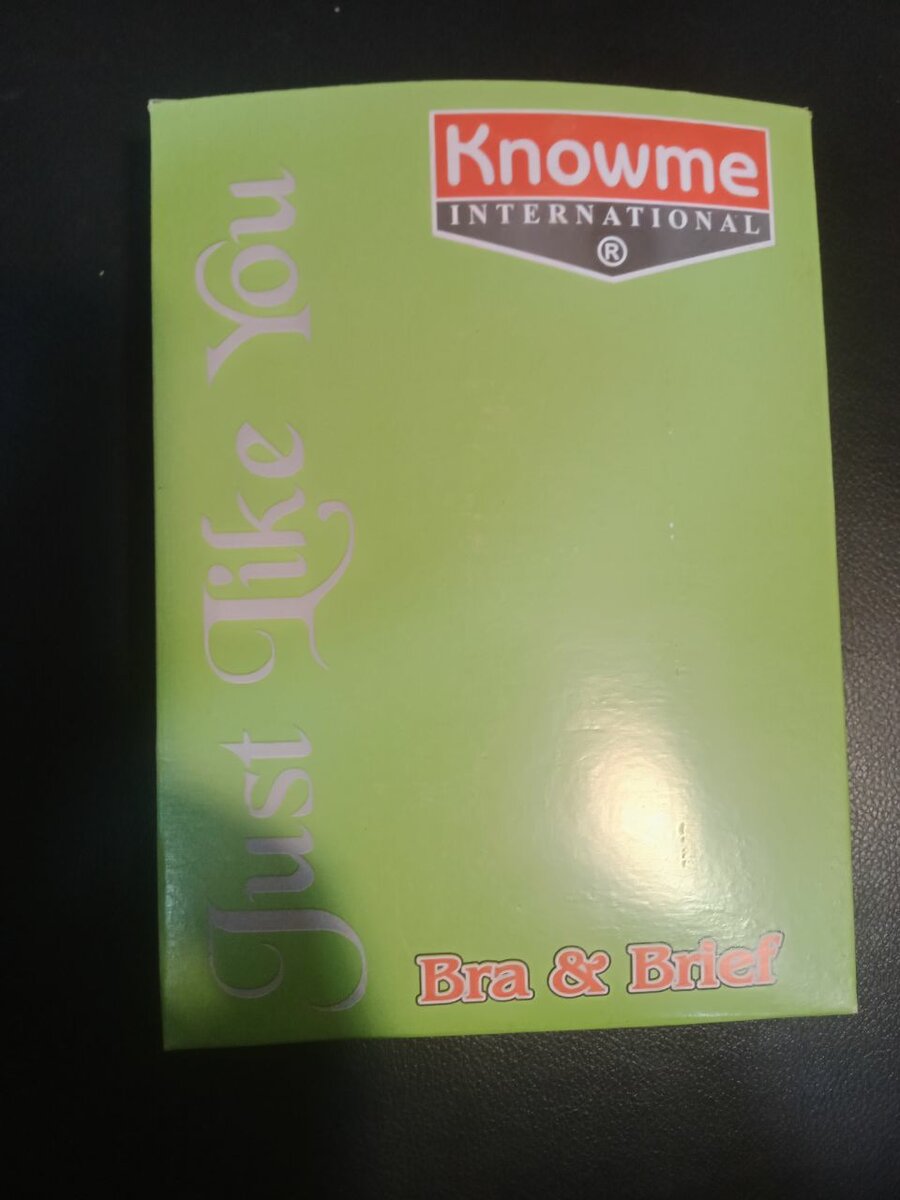 Knowme
INTERNATIONAL
®
Just Like You
Bra & Brief